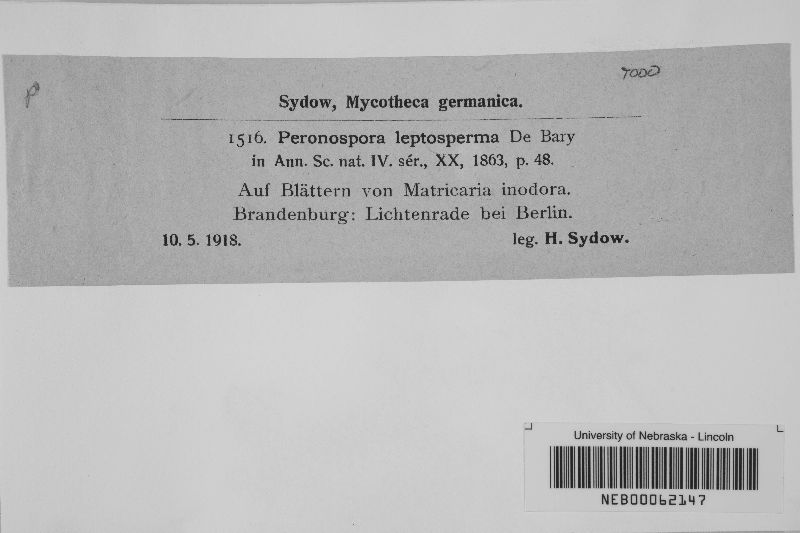 P
TODD
Sydow, Mycotheca germanica.
1516. Peronospora leptosperma De Bary
in Ann. Sc. nat. IV. sér., XX, 1863, p. 48.
Auf Blättern von Matricaria inodora.
Brandenburg: Lichtenrade bei Berlin.
10. 5. 1918. leg. H. Sydow.
University of Nebraska - Lincoln
NEB00062147